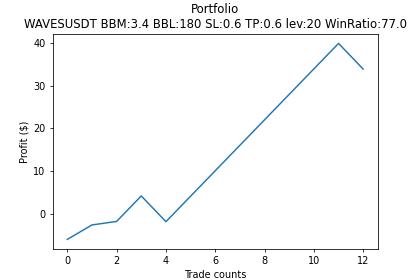 Portfolio
WAVESUSDT BBM:3.4 BBL:180 SL:0.6 TP:0.6 lev:20 WinRatio:77.0
40
30
20
10
0
Profit ($)
0 2 4 6 8 10 12
Trade counts